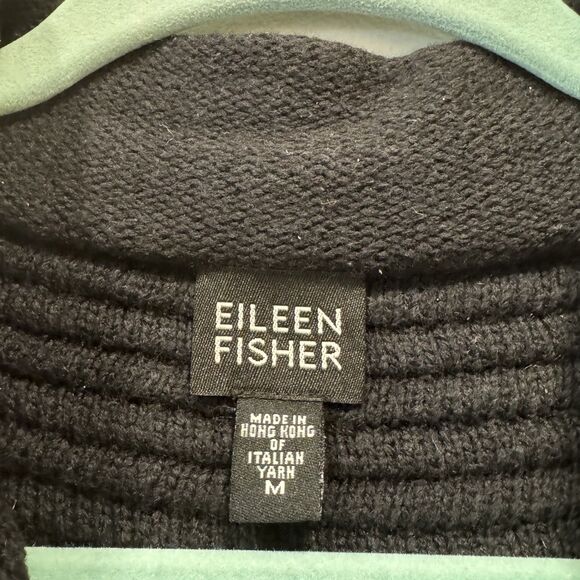 EILEEN
FISHER
MADE IN
HONG KONG
OF
ITALIAN
YARN
M